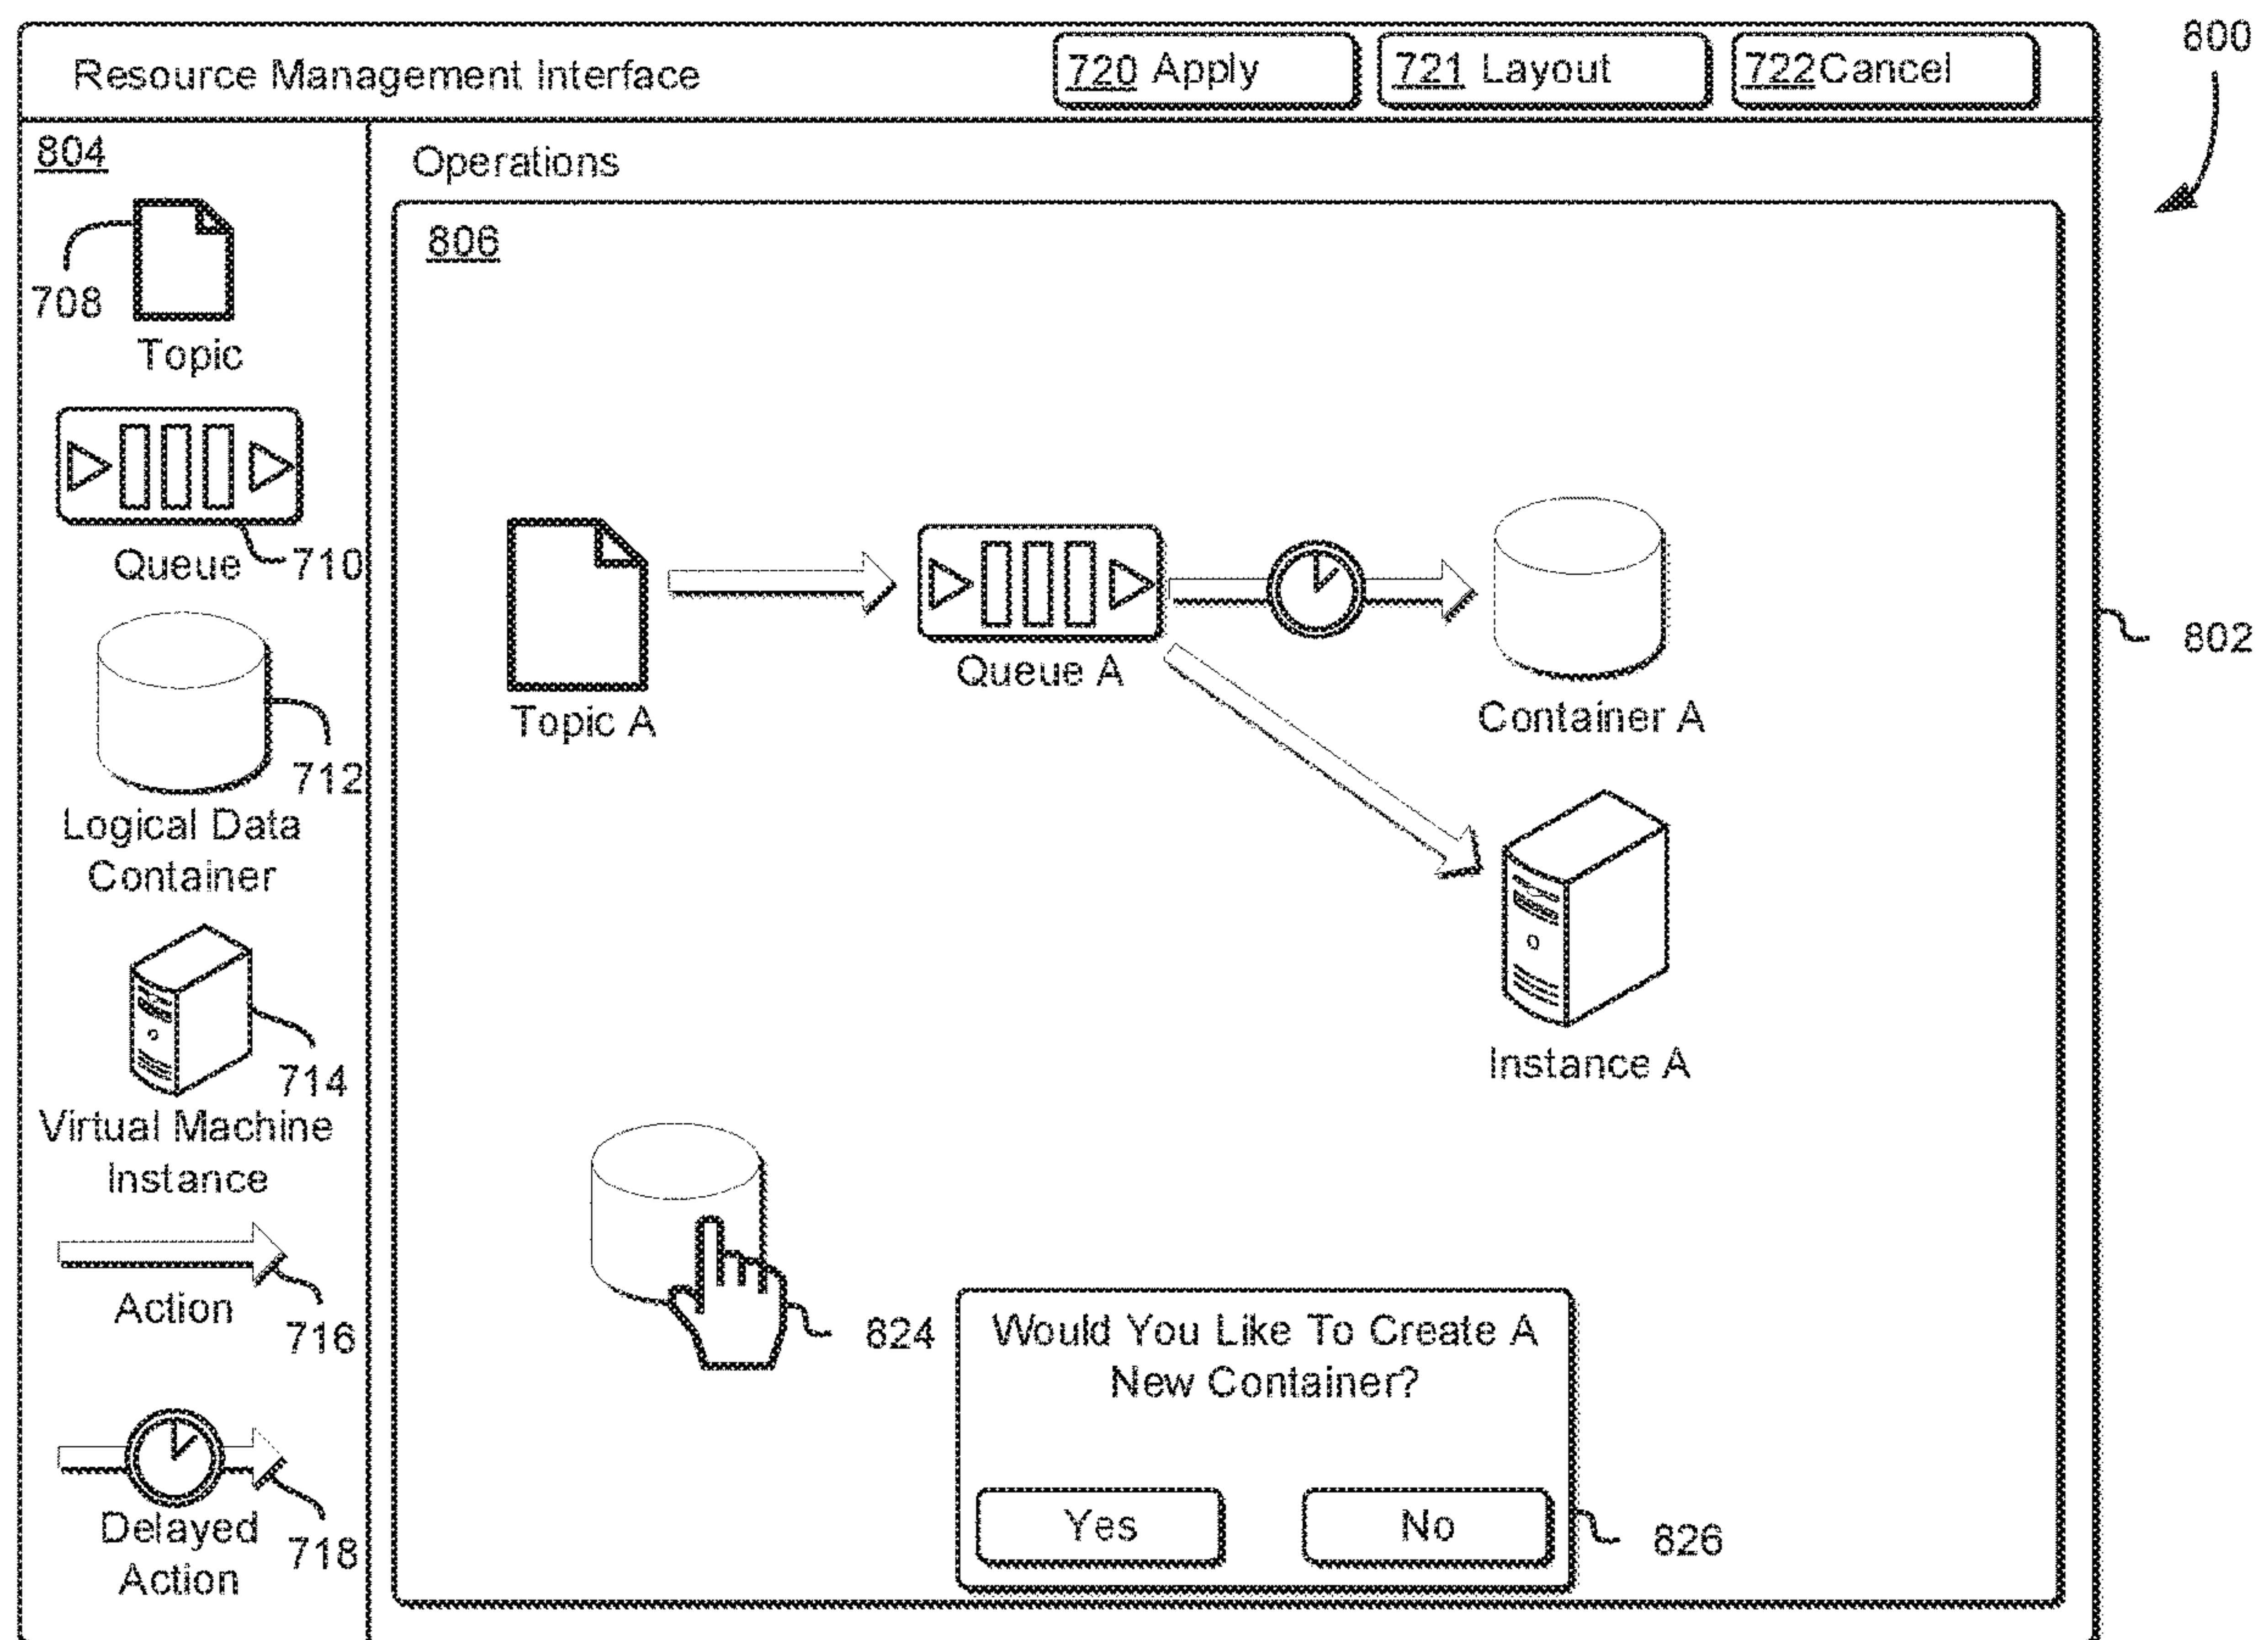 800
Resource Management Interface
720 Apply
721 Layout
722 Cancel
804
708
Topic
Queue
710
712
Logical Data
Container
714
Virtual Machine
Instance
Action
716
Delayed
Action
718
Operations
806
Topic A
Queue A
Container A
Instance A
824
Would You Like To Create A
New Container?
Yes
No
826
802